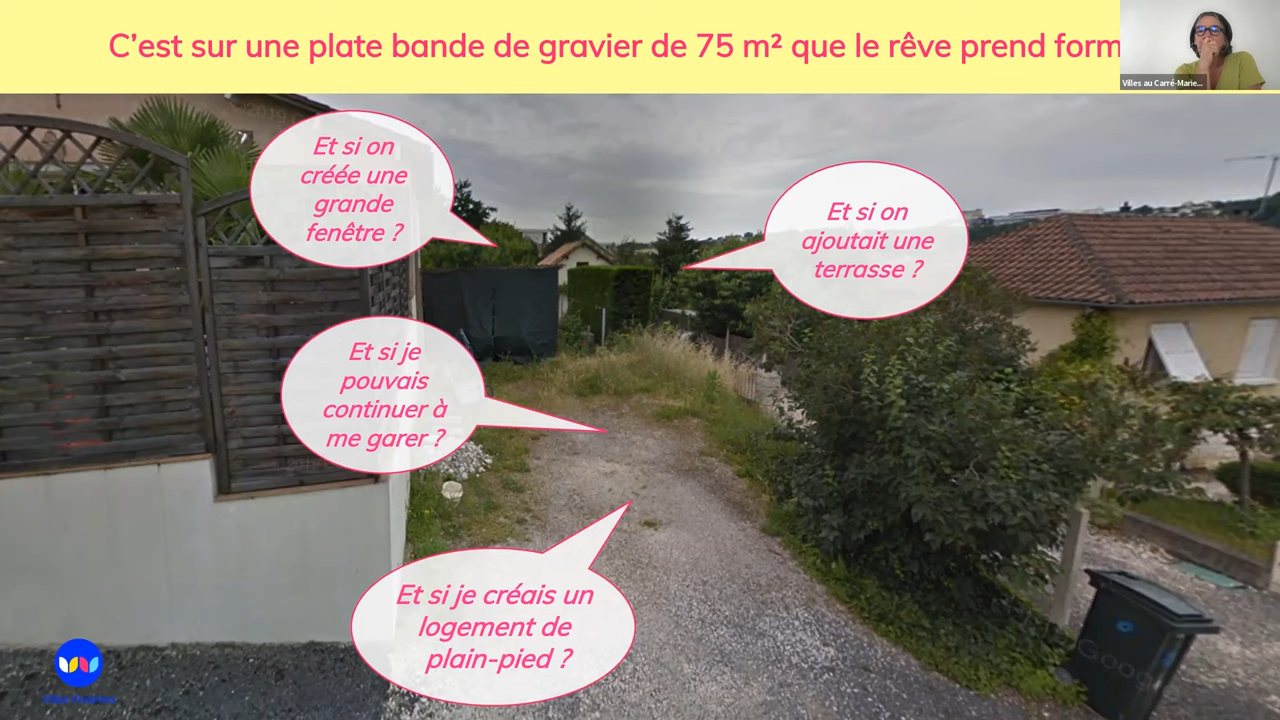 C'est sur une plate bande de gravier de 75 m² que le rêve prend form
Villes au Carré-Marie...
Et si on
créée une
grande
fenêtre ?
Et si on
ajoutait une
terrasse ?
Et si je
pouvais
continuer à
me garer ?
Et si je créais un
logement de
plain-pied ?